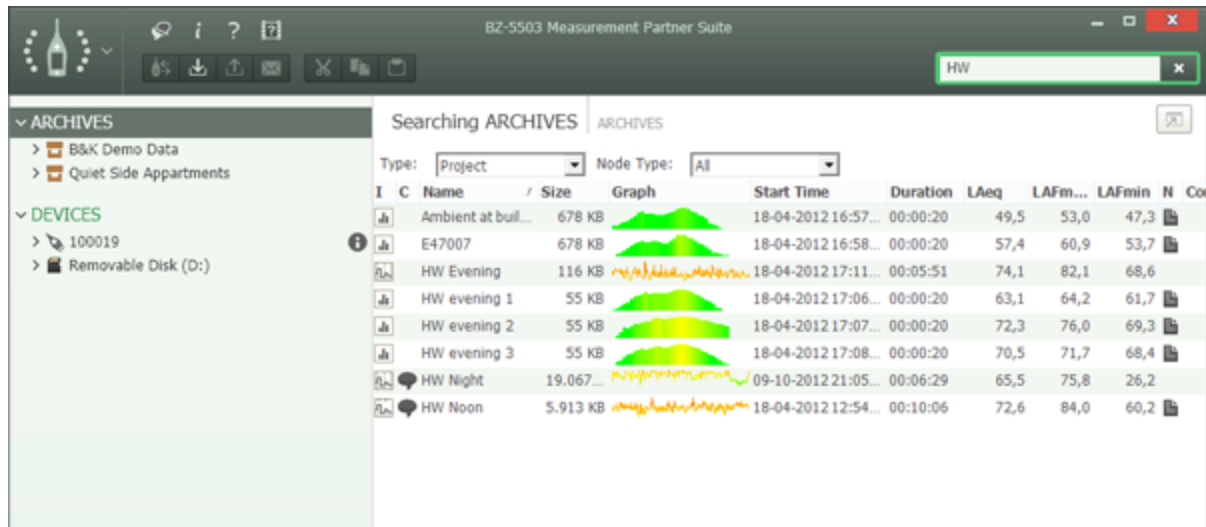 BZ-5503 Measurement Partner Suite
HW
ARCHIVES
B&K Demo Data
Quiet Side Appartments
DEVICES
100019
Removable Disk (D:)
Searching ARCHIVES ARCHIVES
Type: Project Node Type: All
I C Name / Size Graph Start Time Duration LAeq LAFm... LAFmin N Co
Ambient at buil... 678 KB 18-04-2012 16:57... 00:00:20 49,5 53,0 47,3
E47007 678 KB 18-04-2012 16:58... 00:00:20 57,4 60,9 53,7
HW Evening 116 KB 18-04-2012 17:11... 00:05:51 74,1 82,1 68,6
HW evening 1 55 KB 18-04-2012 17:06... 00:00:20 63,1 64,2 61,7
HW evening 2 55 KB 18-04-2012 17:07... 00:00:20 72,3 76,0 69,3
HW evening 3 55 KB 18-04-2012 17:08... 00:00:20 70,5 71,7 68,4
HW Night 19.067... 09-10-2012 21:05... 00:06:29 65,5 75,8 26,2
HW Noon 5.913 KB 18-04-2012 12:54... 00:10:06 72,6 84,0 60,2